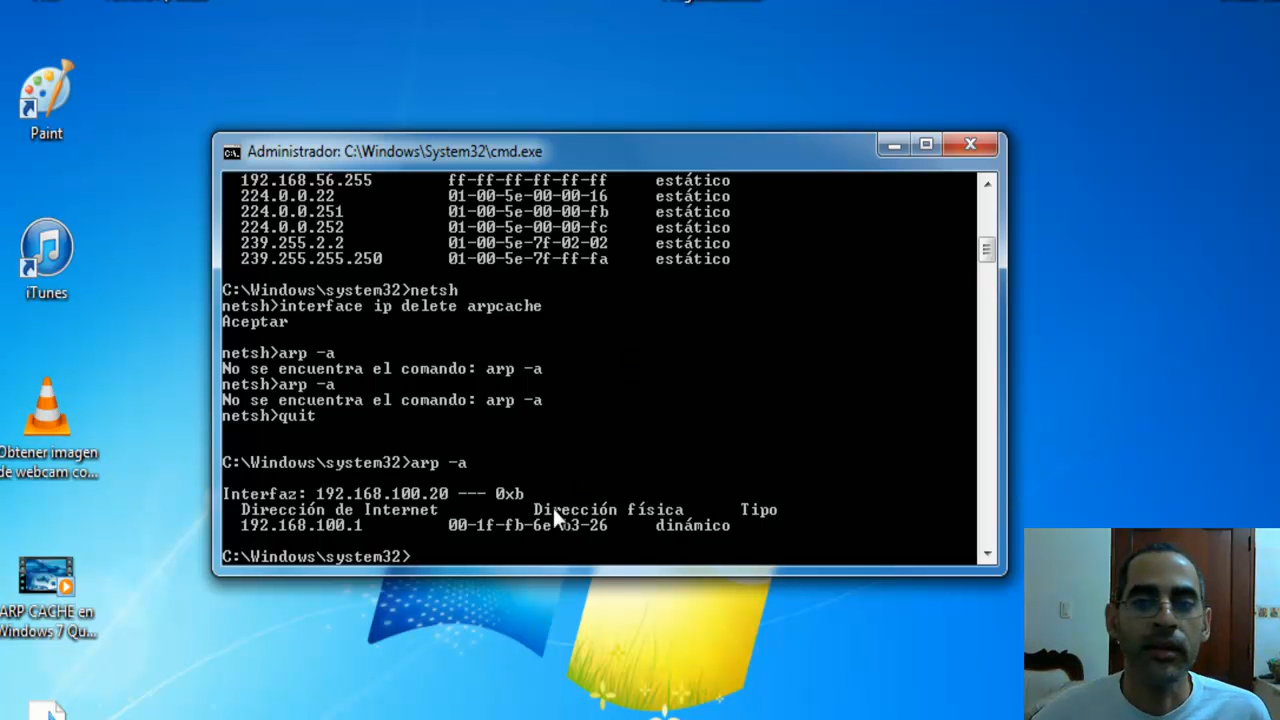 Paint
iTunes
Obtener imagen
de webcam co...
ARP CACHE en
Windows 7 Qu...
Administrador: C:\Windows\System32\cmd.exe
192.168.56.255 ff-ff-ff-ff-ff-ff estático
224.0.0.22 01-00-5e-00-00-16 estático
224.0.0.251 01-00-5e-00-00-fb estático
224.0.0.252 01-00-5e-00-00-fc estático
239.255.2.2 01-00-5e-7f-02-02 estático
239.255.255.250 01-00-5e-7f-ff-fa estático
C:\Windows\system32>netsh
netsh>interface ip delete arpcache
Aceptar
netsh>arp -a
No se encuentra el comando: arp -a
netsh>arp -a
No se encuentra el comando: arp -a
netsh>quit
C:\Windows\system32>arp -a
Interfaz: 192.168.100.20 --- 0xb
Dirección de Internet Dirección física Tipo
192.168.100.1 dinámico
C:\Windows\system32>